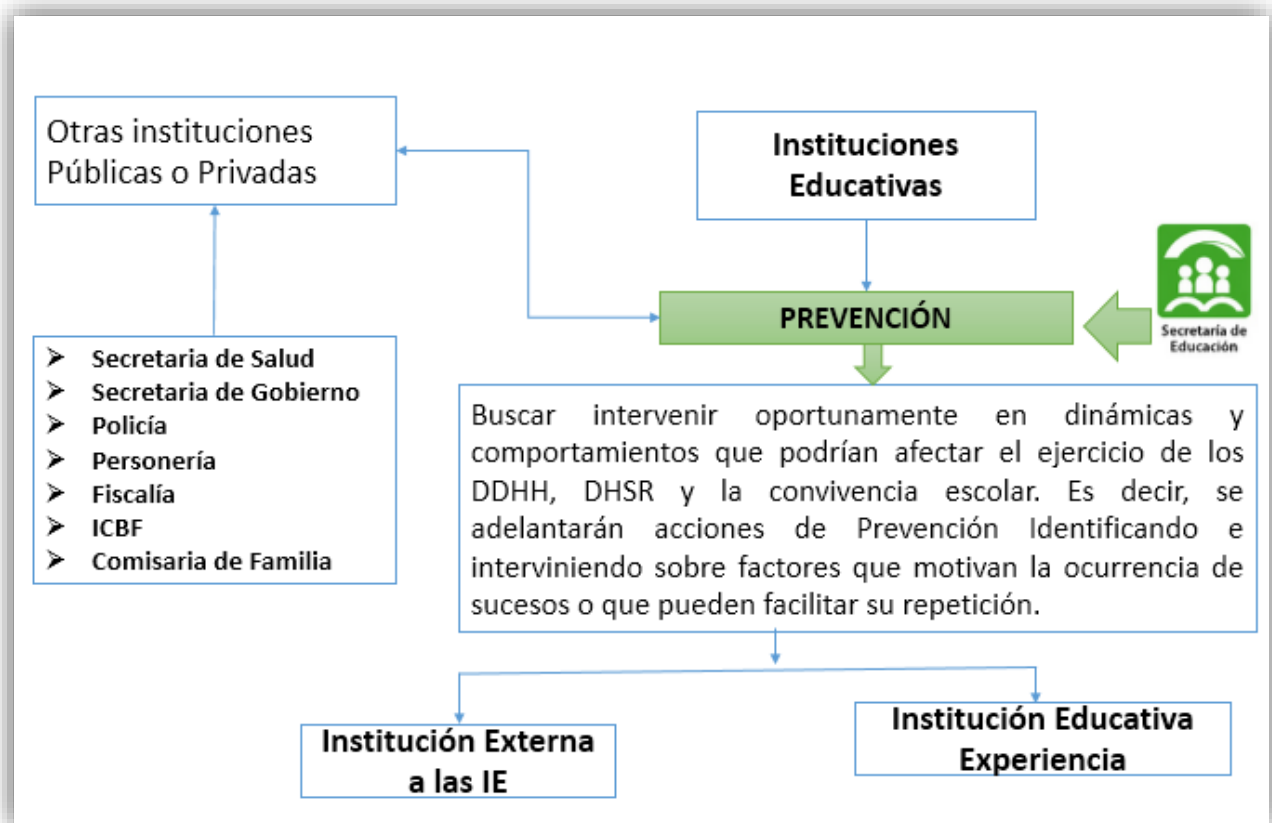 Otras instituciones
Públicas o Privadas
Instituciones
Educativas
PREVENCIÓN
Secretaría de
Educación
➤ Secretaria de Salud
➤ Secretaria de Gobierno
➤ Policía
➤ Personería
➤ Fiscalía
➤ ICBF
➤ Comisaria de Familia
Buscar intervenir oportunamente en dinámicas y
comportamientos que podrían afectar el ejercicio de los
DDHH, DHSR y la convivencia escolar. Es decir, se
adelantarán acciones de Prevención Identificando e
interviniendo sobre factores que motivan la ocurrencia de
sucesos o que pueden facilitar su repetición.
Institución Externa
a las IE
Institución Educativa
Experiencia